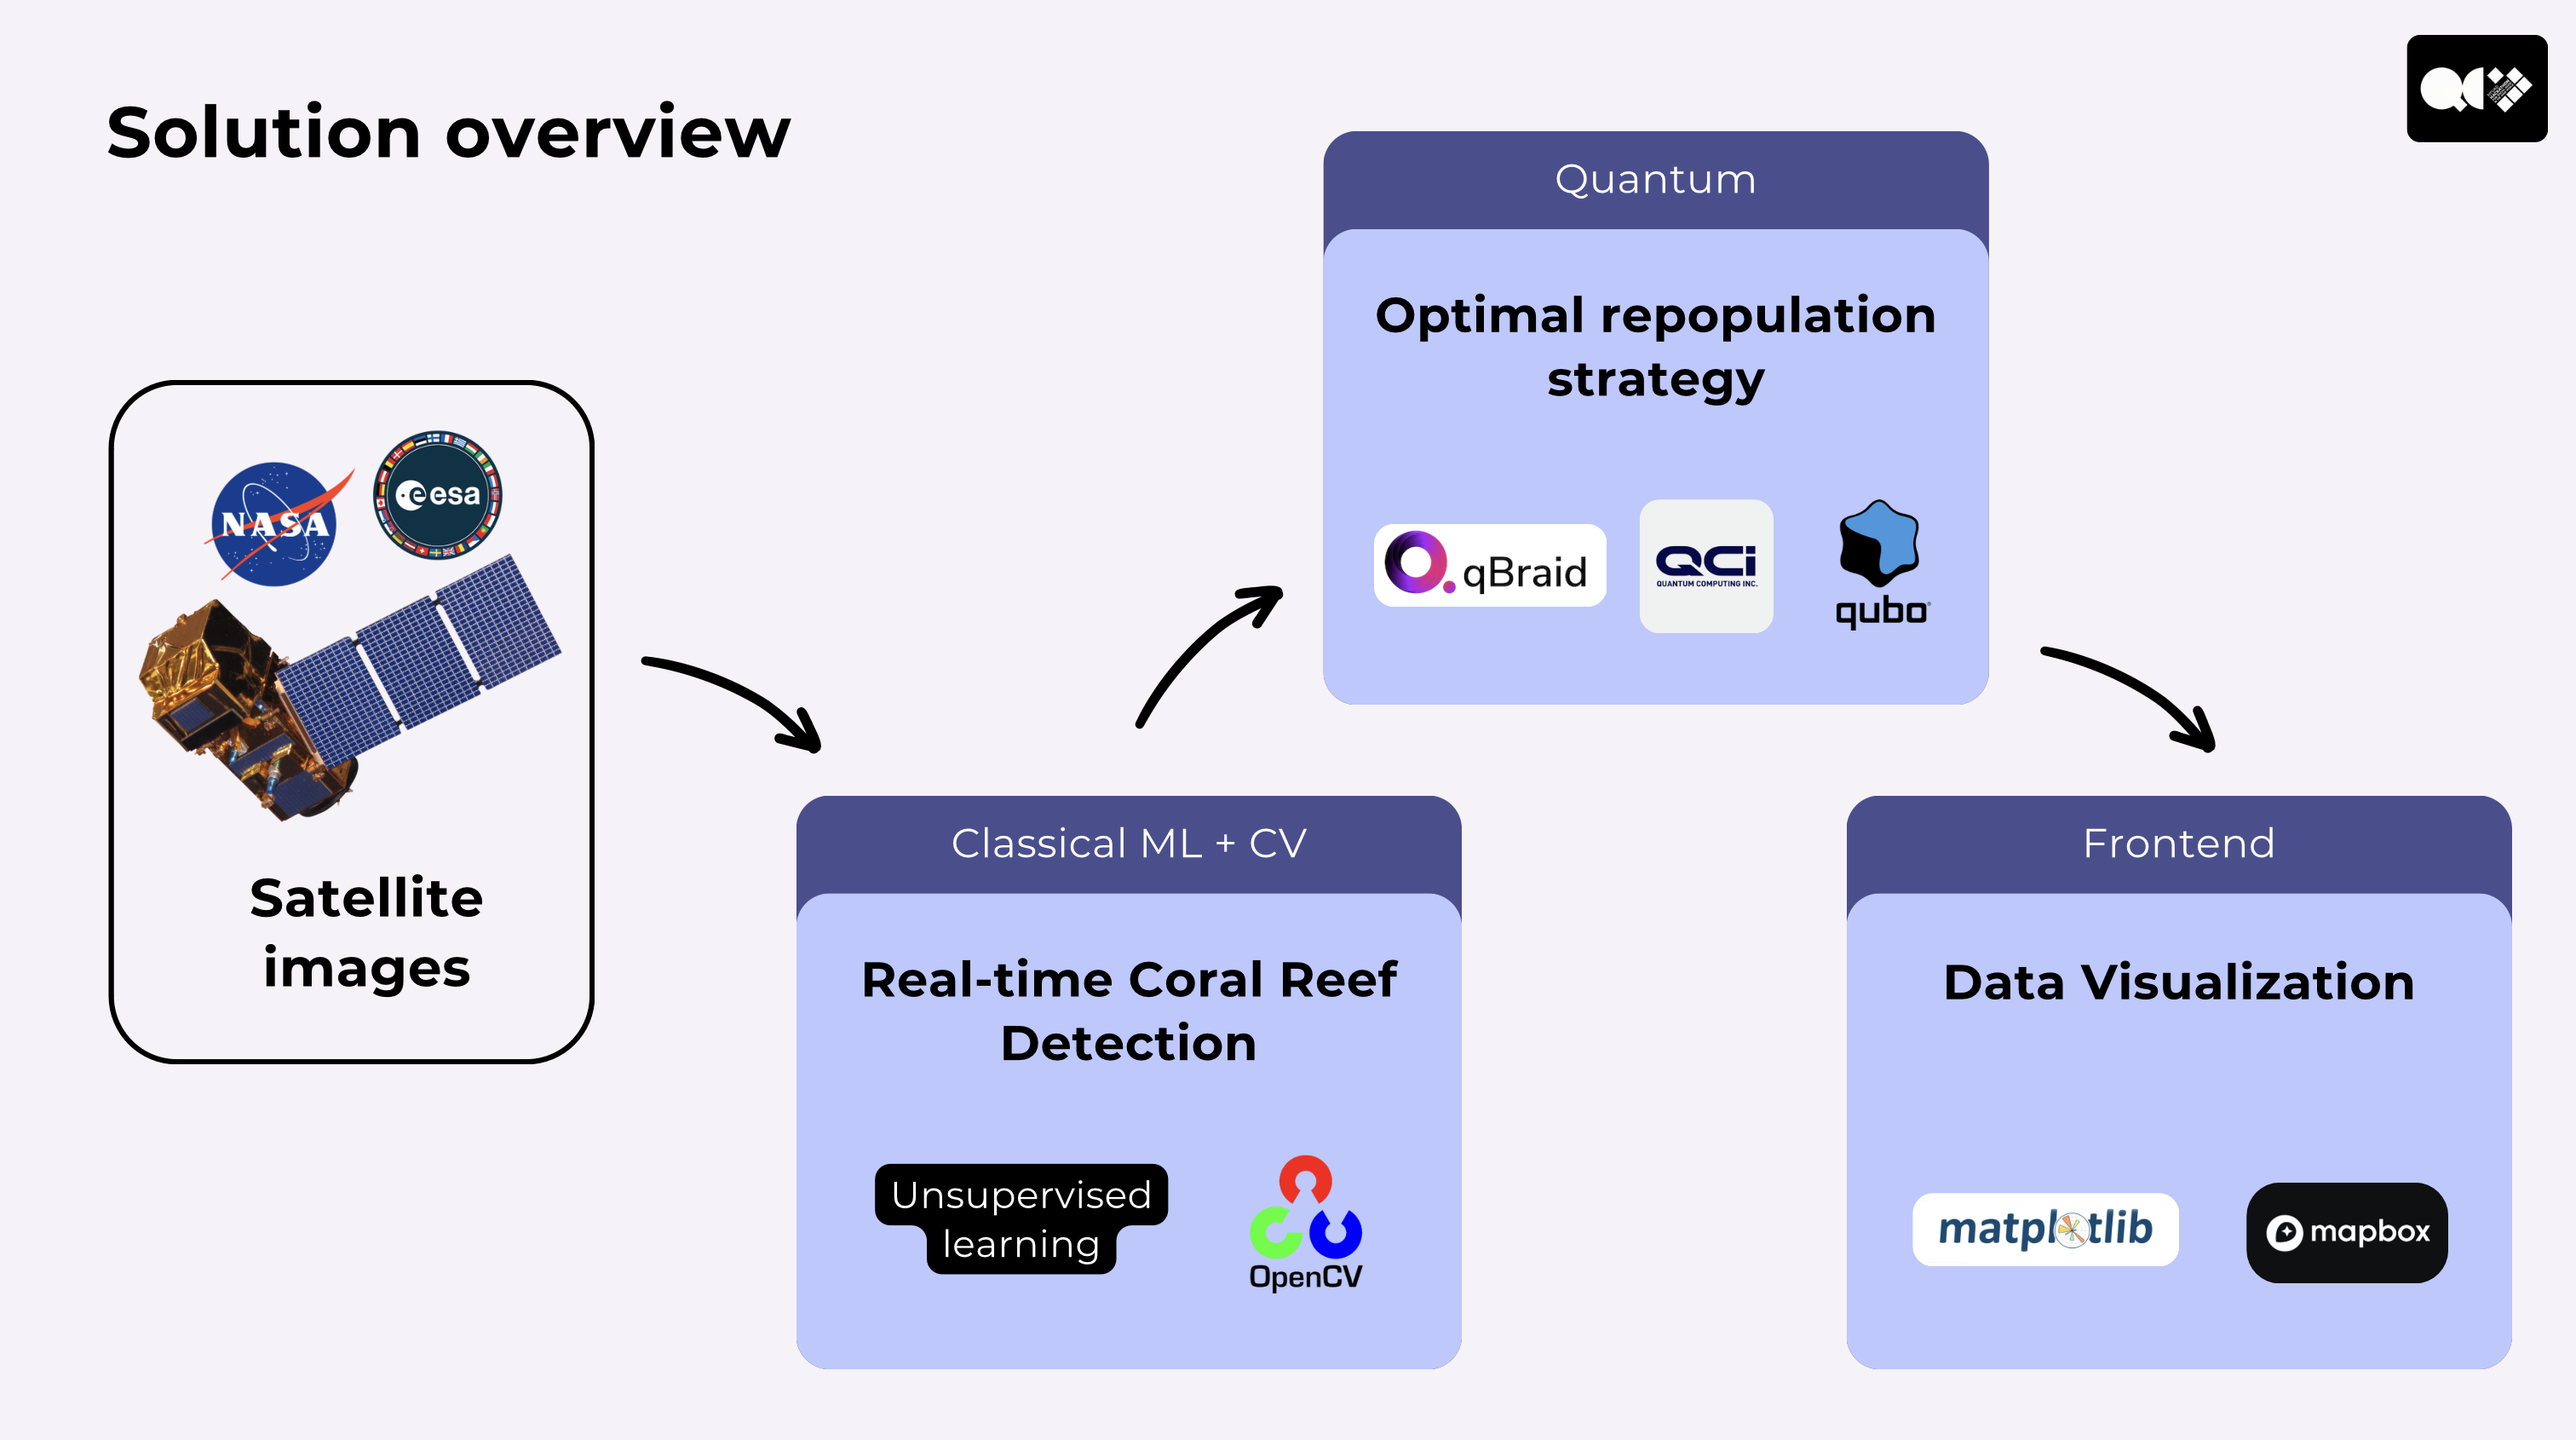 Solution overview
NASA
esa
Satellite
images
Classical ML + CV
Real-time Coral Reef
Detection
Unsupervised
learning
OpenCV
Quantum
Optimal repopulation
strategy
qBraid
QCi
QUANTUM COMPUTING INC.
qubo
Frontend
Data Visualization
matplotlib
mapbox